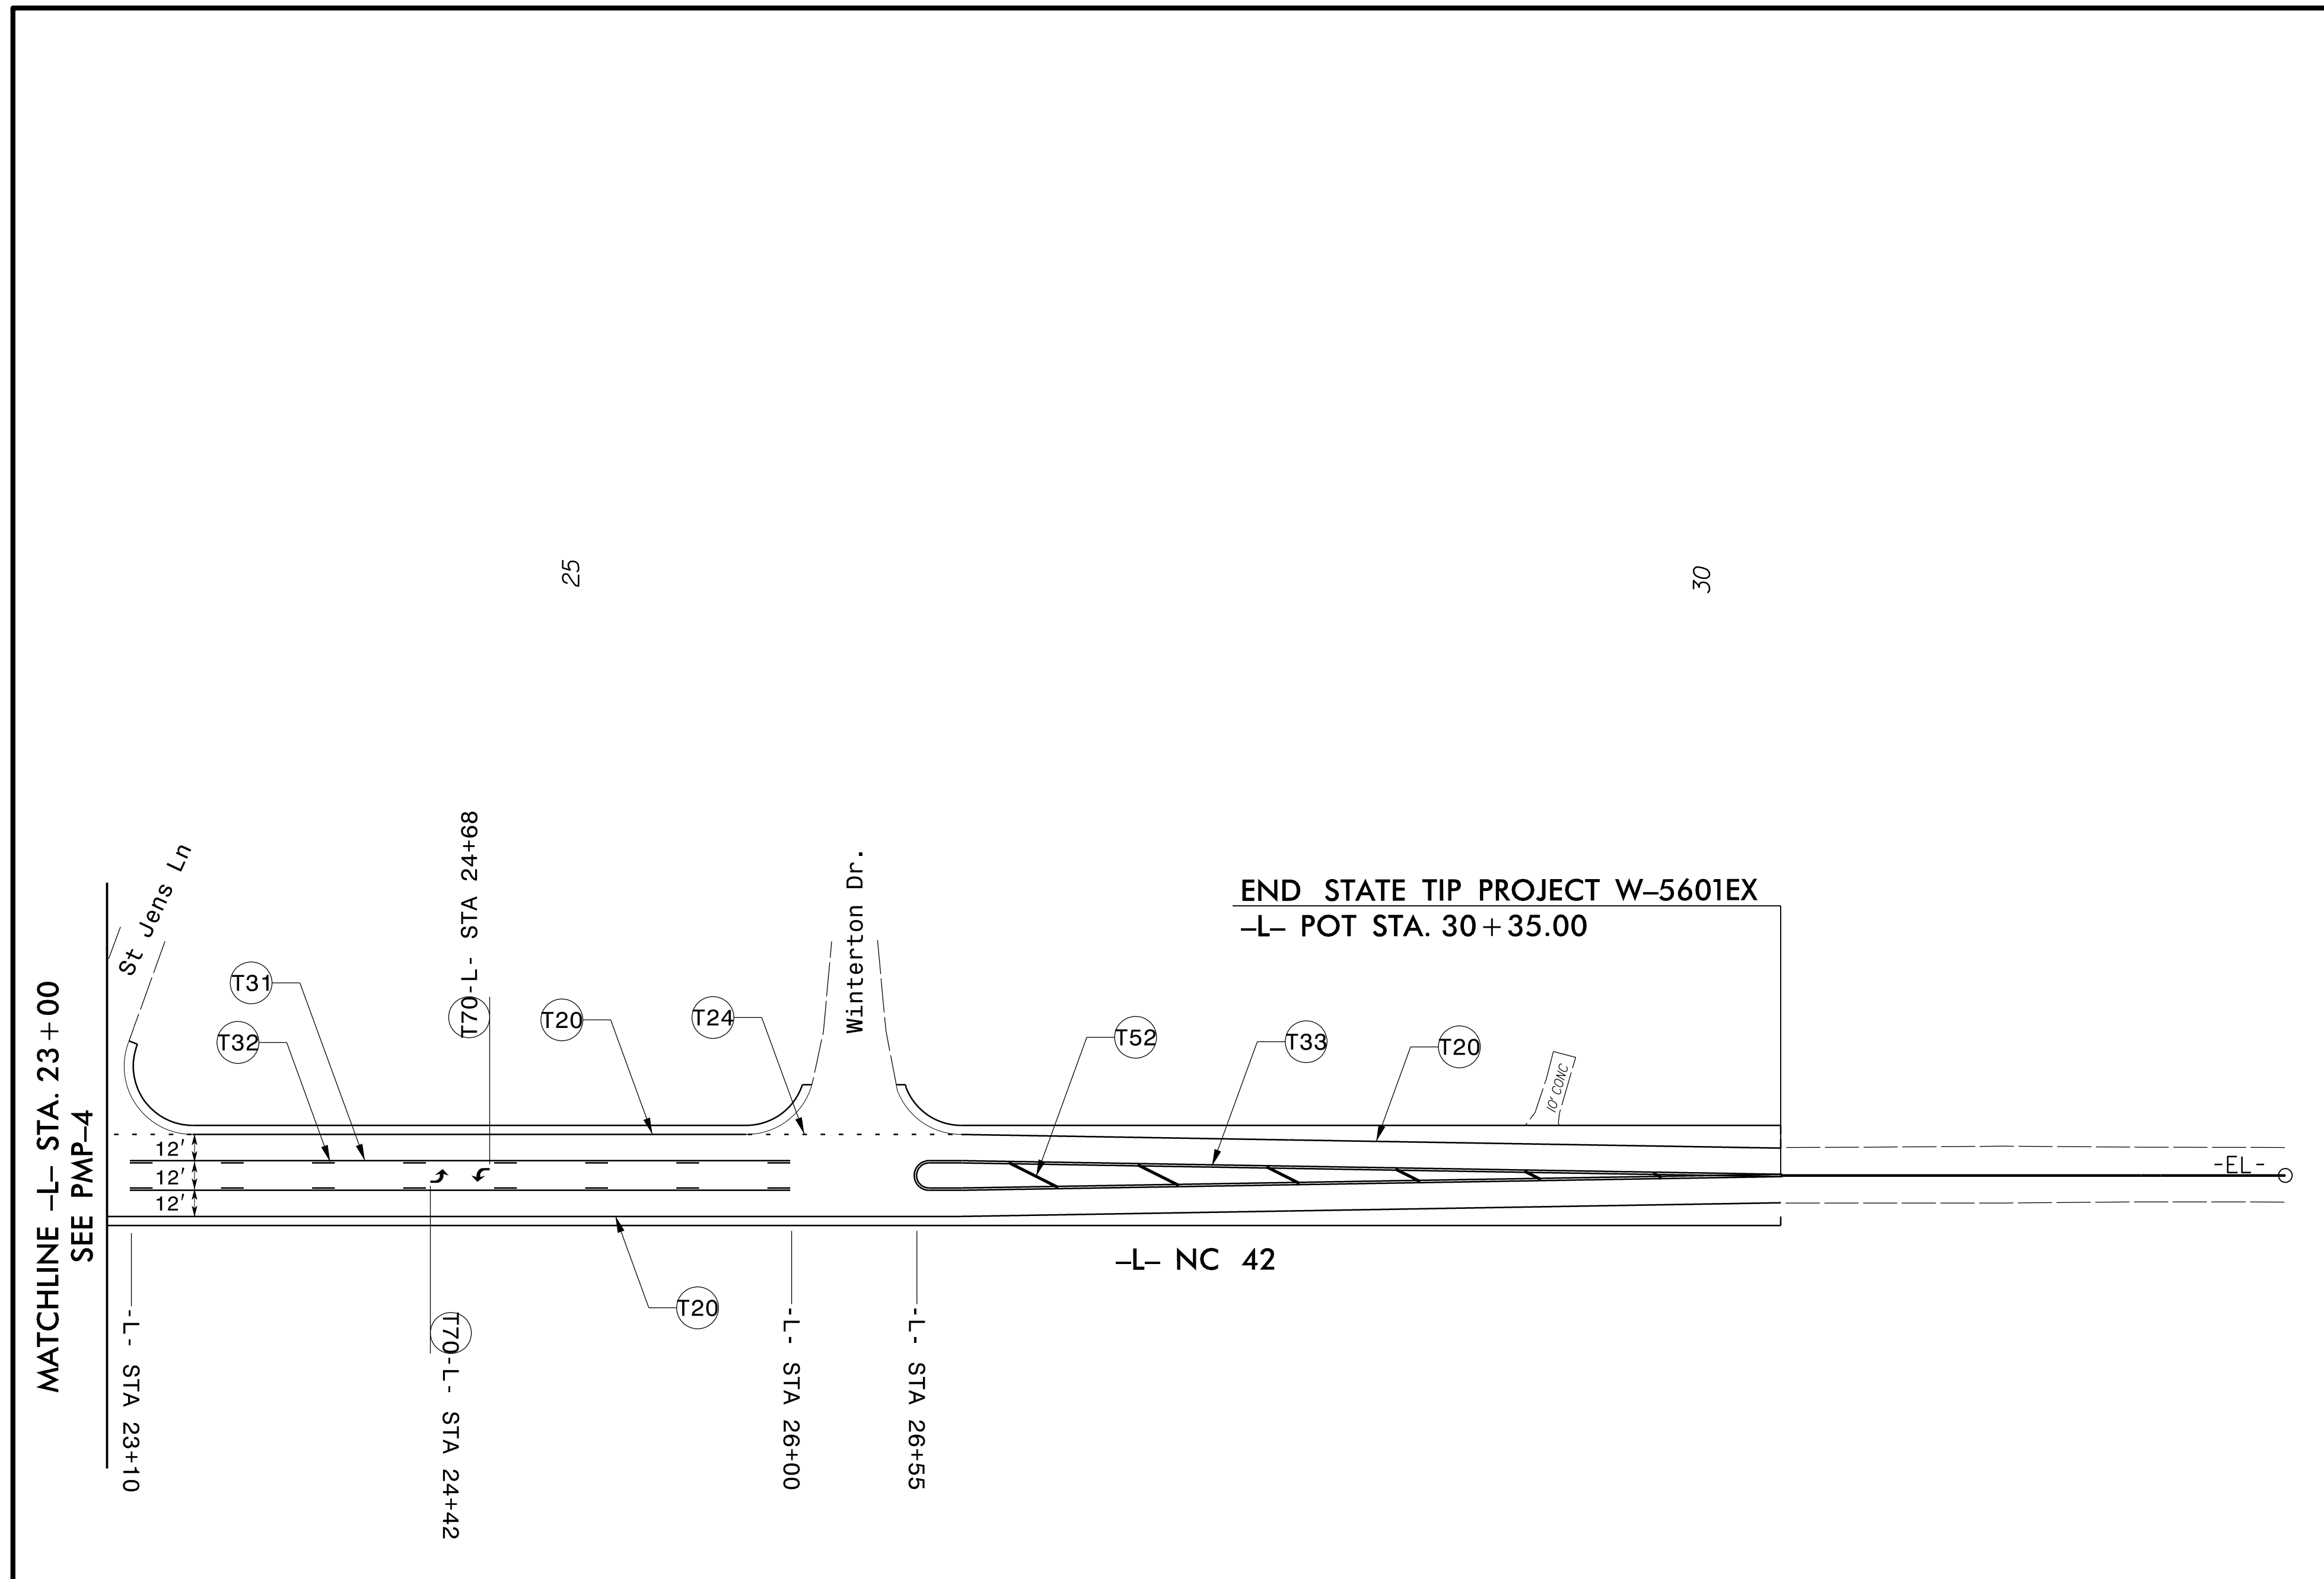 25
30
MATCHLINE –L– STA. 23+00
SEE PMP–4
St Jens Ln
T31
T32
T70 -L- STA 24+68
T20
T24
Winterton Dr.
END STATE TIP PROJECT W–5601EX
–L– POT STA. 30+35.00
T52
T33
T20
10' CONC
12'
12'
12'
-EL-
–L– NC 42
T20
-L- STA 23+10
T70 -L- STA 24+42
-L- STA 26+00
-L- STA 26+55